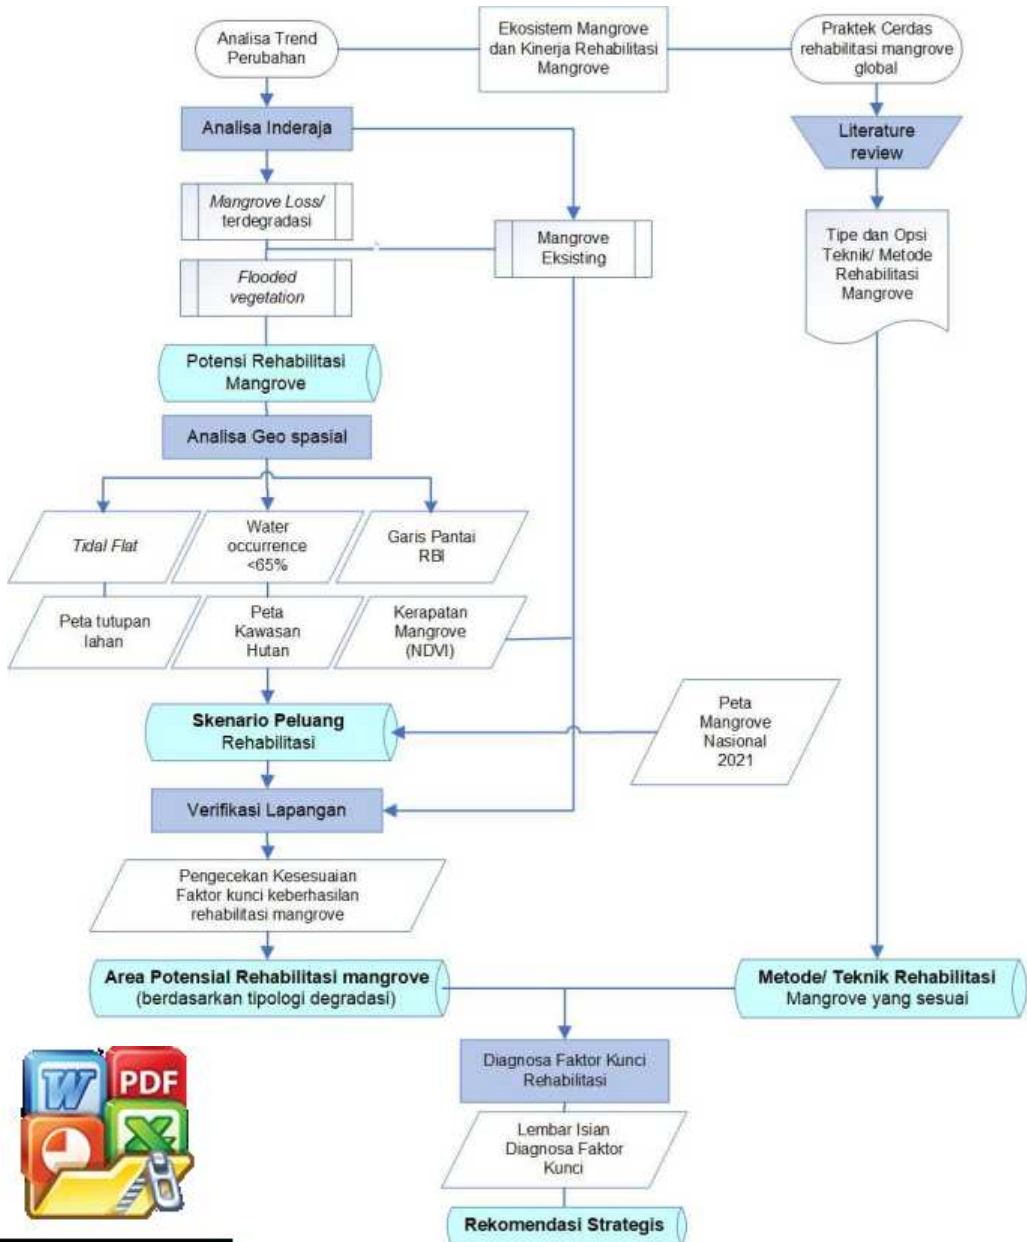 Analisa Trend
Perubahan
Ekosistem Mangrove
dan Kinerja Rehabilitasi
Mangrove
Praktek Cerdas
rehabilitasi mangrove
global
Analisa Inderaja
Literature
review
Mangrove Loss/
terdegradasi
Mangrove
Eksisting
Tipe dan Opsi
Teknik/ Metode
Rehabilitasi
Mangrove
Flooded
vegetation
Potensi Rehabilitasi
Mangrove
Analisa Geo spasial
Tidal Flat
Water
occurrence
<65%
Garis Pantai
RBI
Peta tutupan
lahan
Peta
Kawasan
Hutan
Kerapatan
Mangrove
(NDVI)
Skenario Peluang
Rehabilitasi
Peta
Mangrove
Nasional
2021
Verifikasi Lapangan
Pengecekan Kesesuaian
Faktor kunci keberhasilan
rehabilitasi mangrove
Area Potensial Rehabilitasi mangrove
(berdasarkan tipologi degradasi)
Metode/ Teknik Rehabilitasi
Mangrove yang sesuai
Diagnosa Faktor Kunci
Rehabilitasi
Lembar Isian
Diagnosa Faktor
Kunci
Rekomendasi Strategis
W
PDF
X